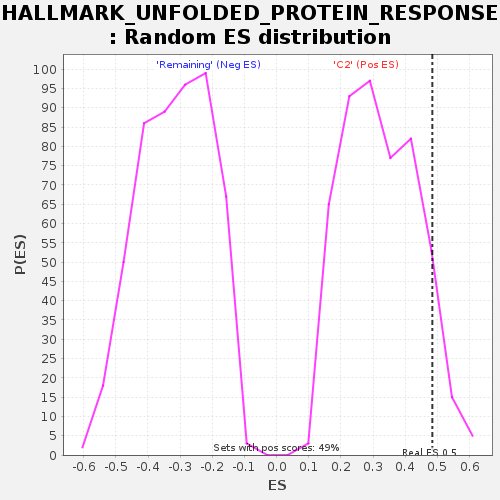 HALLMARK_UNFOLDED_PROTEIN_RESPONSE
: Random ES distribution
'Remaining' (Neg ES)
'C2' (Pos ES)
100
95
90
85
80
75
70
65
60
55
50
45
40
35
30
25
20
15
10
5
0
P(ES)
Sets with pos scores: 49%
Real ES 0.5
-0.6 -0.5 -0.4 -0.3 -0.2 -0.1 0.0 0.1 0.2 0.3 0.4 0.5 0.6
ES